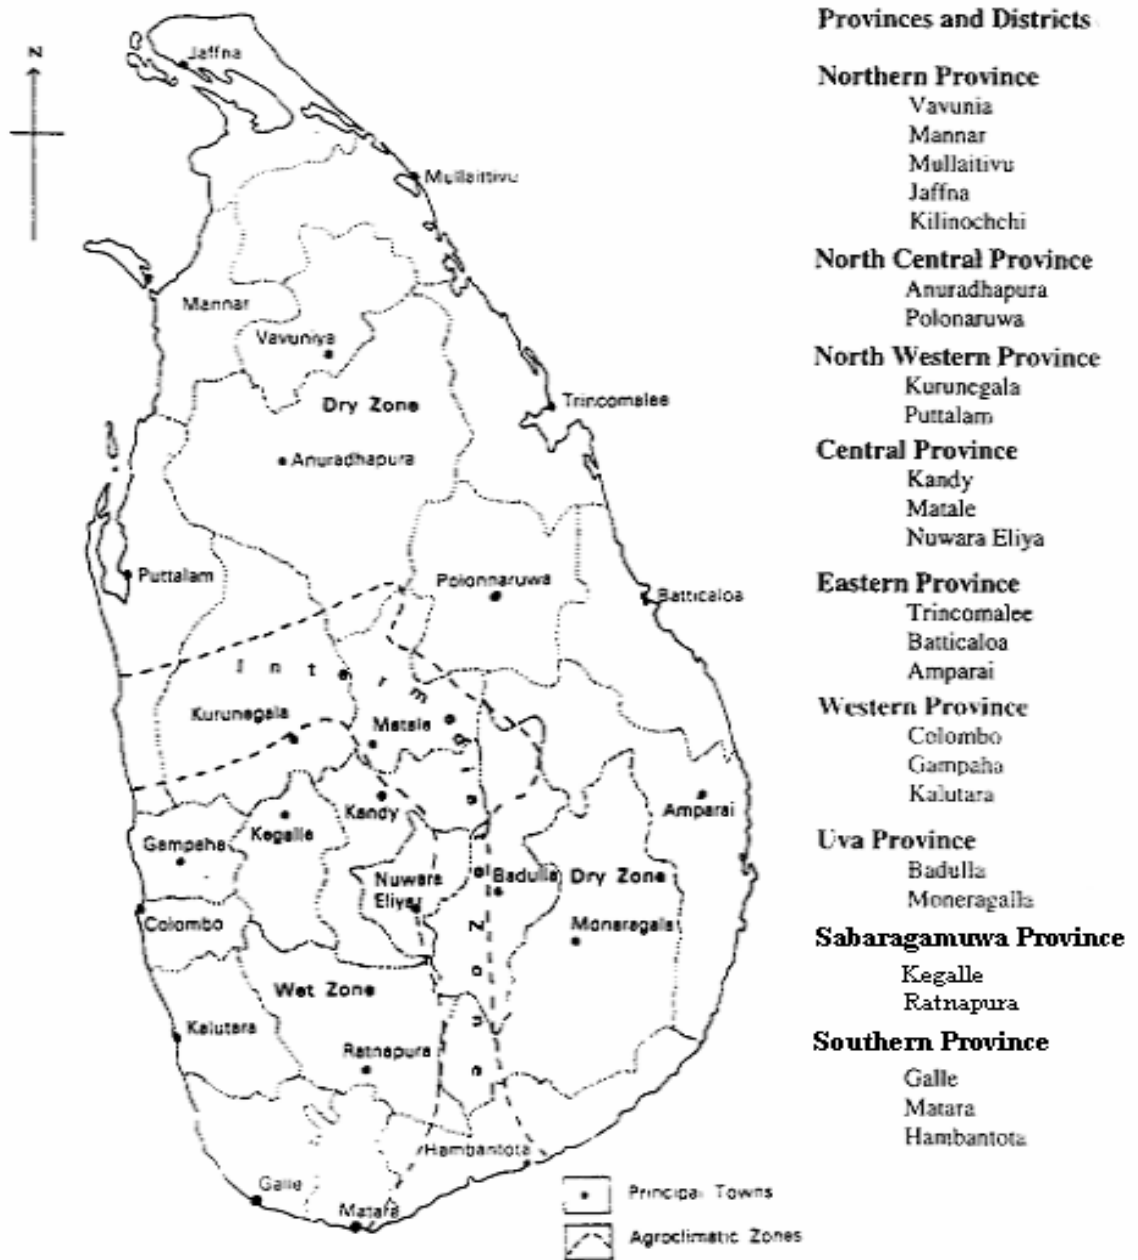 Provinces and Districts
Northern Province
Vavunia
Mannar
Mullaitivu
Jaffna
Kilinochchi
North Central Province
Anuradhapura
Polonaruwa
North Western Province
Kurunegala
Puttalam
Central Province
Kandy
Matale
Nuwara Eliya
Eastern Province
Trincomalee
Batticaloa
Amparai
Western Province
Colombo
Gampaha
Kalutara
Uva Province
Badulla
Moneragalla
Sabaragamuwa Province
Kegalle
Ratnapura
Southern Province
Galle
Matara
Hambantota
N
Jaffna
Mullaittivu
Mannar
Vavuniya
Dry Zone
Trincomalee
Anuradhapura
Puttalam
Polonnaruwa
Batticaloa
Kurunegala
Matale
Amparai
Kandy
Kegalle
Gampaha
Nuwara
Eliya
Badulla
Dry Zone
Colombo
Moneragala
Wet Zone
Kalutara
Ratnapura
Hambantota
Galle
Matara
Principal Towns
Agroclimatic Zones